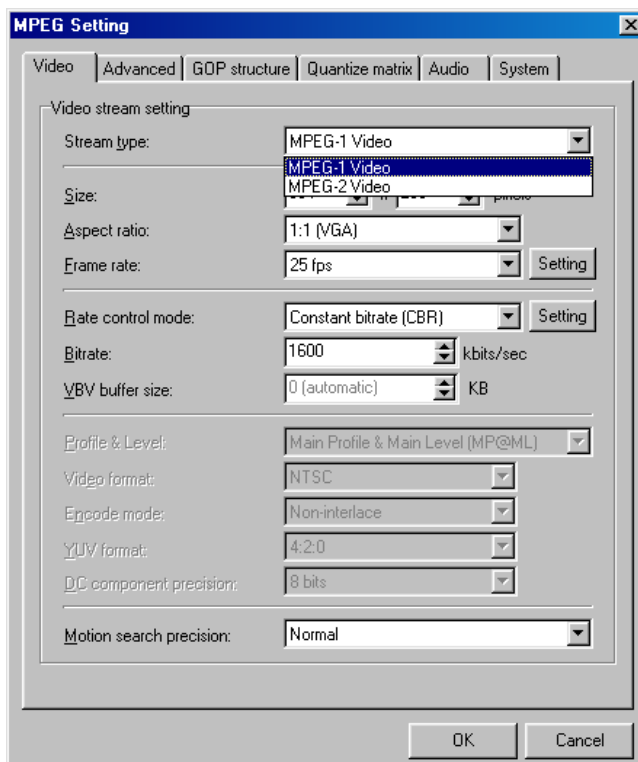 MPEG Setting
Video Advanced GOP structure Quantize matrix Audio System
Video stream setting
Stream type: MPEG-1 Video
MPEG-1 Video
MPEG-2 Video
Size: pixels
Aspect ratio: 1:1 (VGA)
Frame rate: 25 fps Setting
Rate control mode: Constant bitrate (CBR) Setting
Bitrate: 1600 kbits/sec
VBV buffer size: 0 (automatic) KB
Profile & Level: Main Profile & Main Level (MP@ML)
Video format: NTSC
Encode mode: Non-interlace
YUV format: 4:2:0
DC component precision: 8 bits
Motion search precision: Normal
OK Cancel